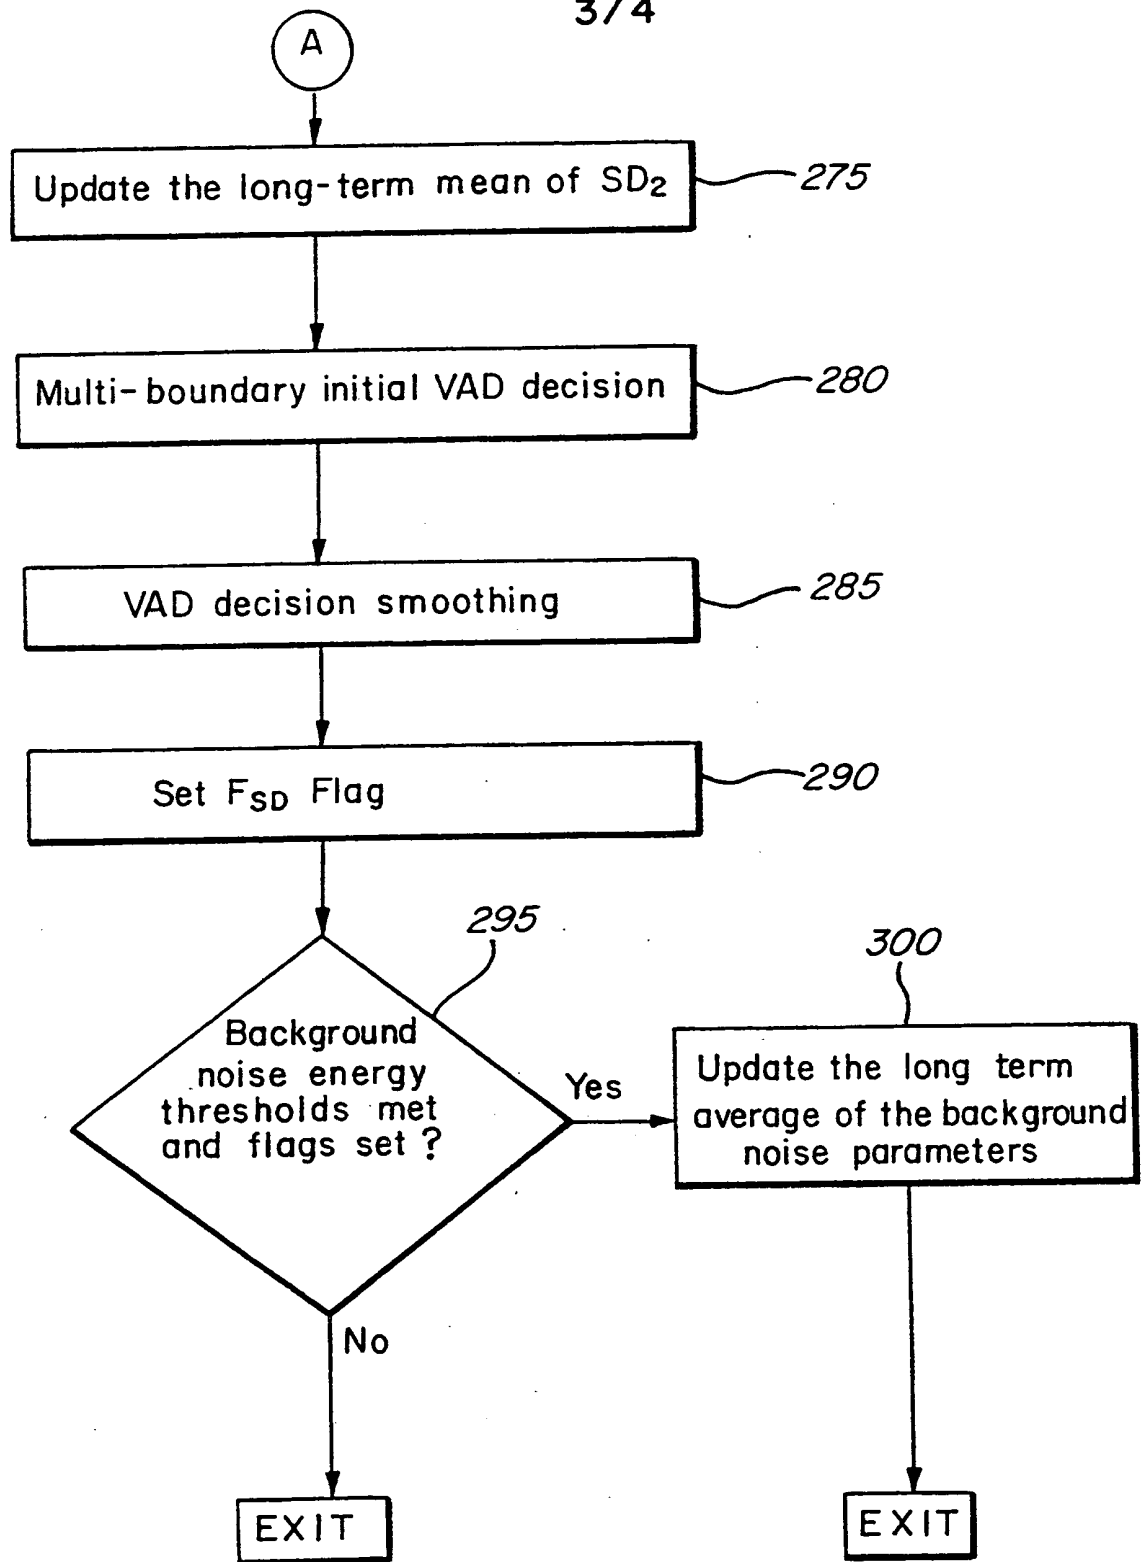 3/4
A
Update the long-term mean of SD2
275
Multi-boundary initial VAD decision
280
VAD decision smoothing
285
Set FSD Flag
290
295
300
Background
noise energy
thresholds met
and flags set ?
Yes
Update the long term
average of the background
noise parameters
No
EXIT
EXIT